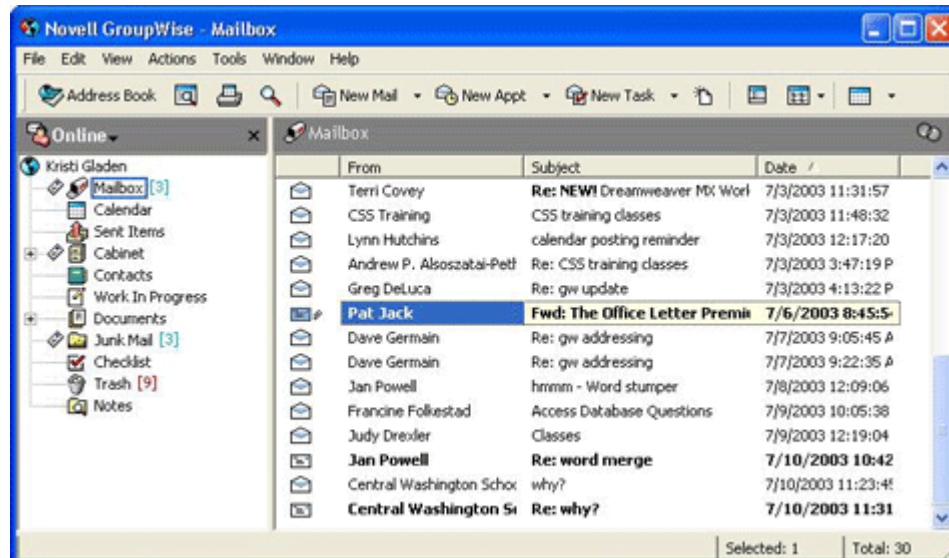 Novell GroupWise - Mailbox
File Edit View Actions Tools Window Help
Address Book New Mail New Appt New Task
Online Mailbox
Kristi Gladen
Mailbox [3]
Calendar
Sent Items
Cabinet
Contacts
Work In Progress
Documents
Junk Mail [3]
Checklist
Trash [9]
Notes
From Subject Date
Terri Covey Re: NEW! Dreamweaver MX Worl 7/3/2003 11:31:57
CSS Training CSS training classes 7/3/2003 11:48:32
Lynn Hutchins calendar posting reminder 7/3/2003 12:17:20
Andrew P. Alsoszatai-Peth Re: CSS training classes 7/3/2003 3:47:19 P
Greg DeLuca Re: gw update 7/3/2003 4:13:22 P
Pat Jack Fwd: The Office Letter Premi 7/6/2003 8:45:5
Dave Germain Re: gw addressing 7/7/2003 9:05:45 A
Dave Germain Re: gw addressing 7/7/2003 9:22:35 A
Jan Powell hmmm - Word stumper 7/8/2003 12:09:06
Francine Folkestad Access Database Questions 7/9/2003 10:05:38
Judy Drexler Classes 7/9/2003 12:19:04
Jan Powell Re: word merge 7/10/2003 10:42
Central Washington Schoo why? 7/10/2003 11:23:4
Central Washington S Re: why? 7/10/2003 11:31
Selected: 1 Total: 30